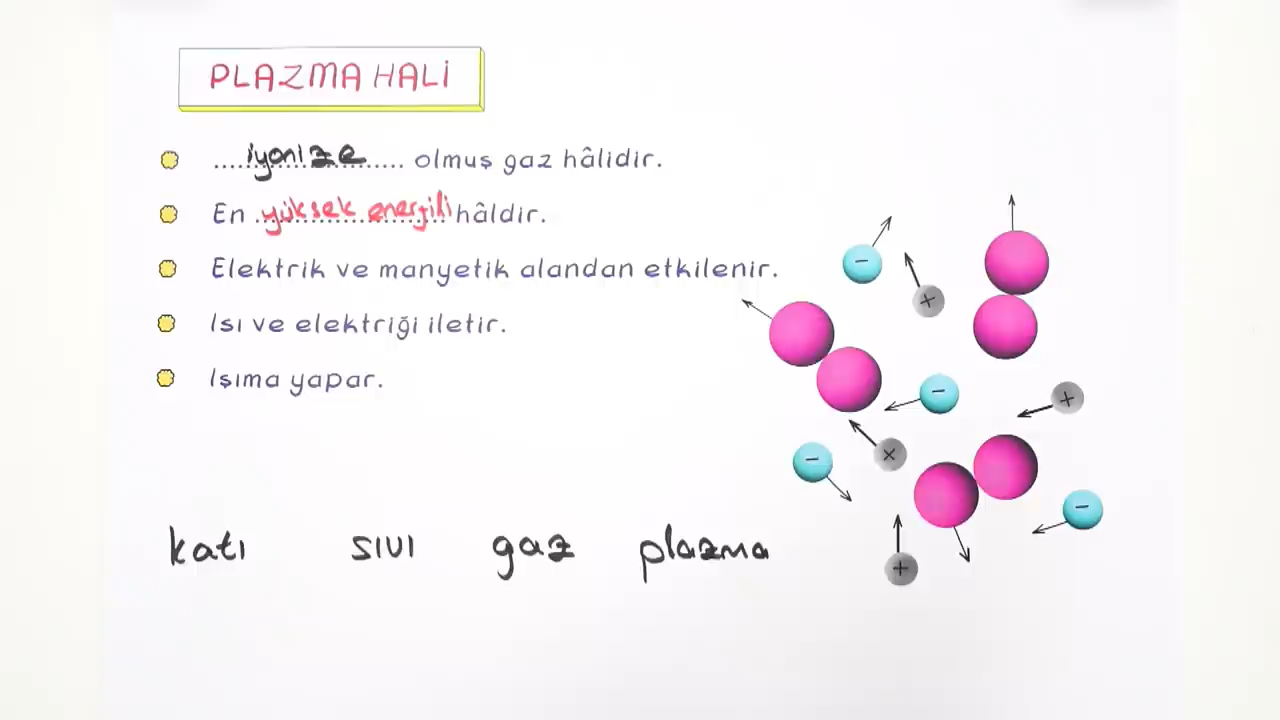 PLAZMA HALİ
....iyonize.... olmuş gaz hâlidir.
En ..yüksek enerjili hâldir.
Elektrik ve manyetik alandan etkilenir.
Isı ve elektriği iletir.
Işıma yapar.
katı sıvı gaz plazma